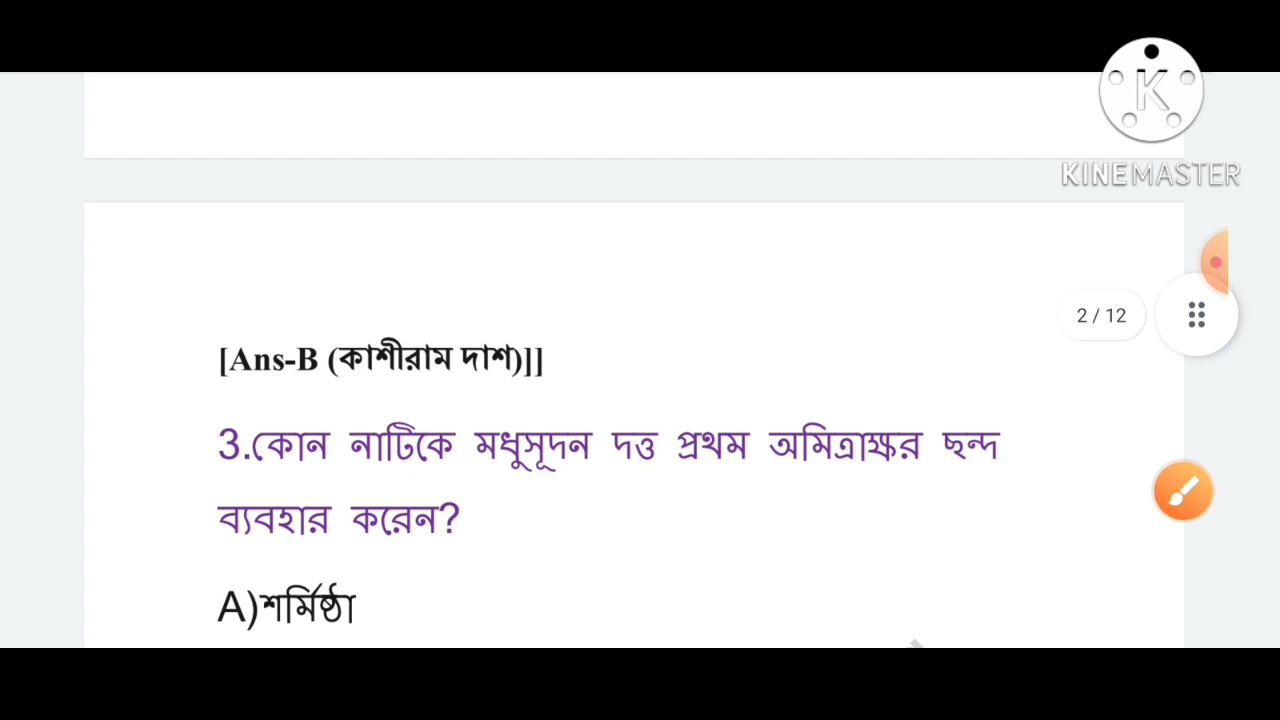 KINEMASTER
2 / 12
[Ans-B (কাশীরাম দাশ)]]
3.কোন নাটিকে মধুসূদন দত্ত প্রথম অমিত্রাক্ষর ছন্দ
ব্যবহার করেন?
A)শর্মিষ্ঠা